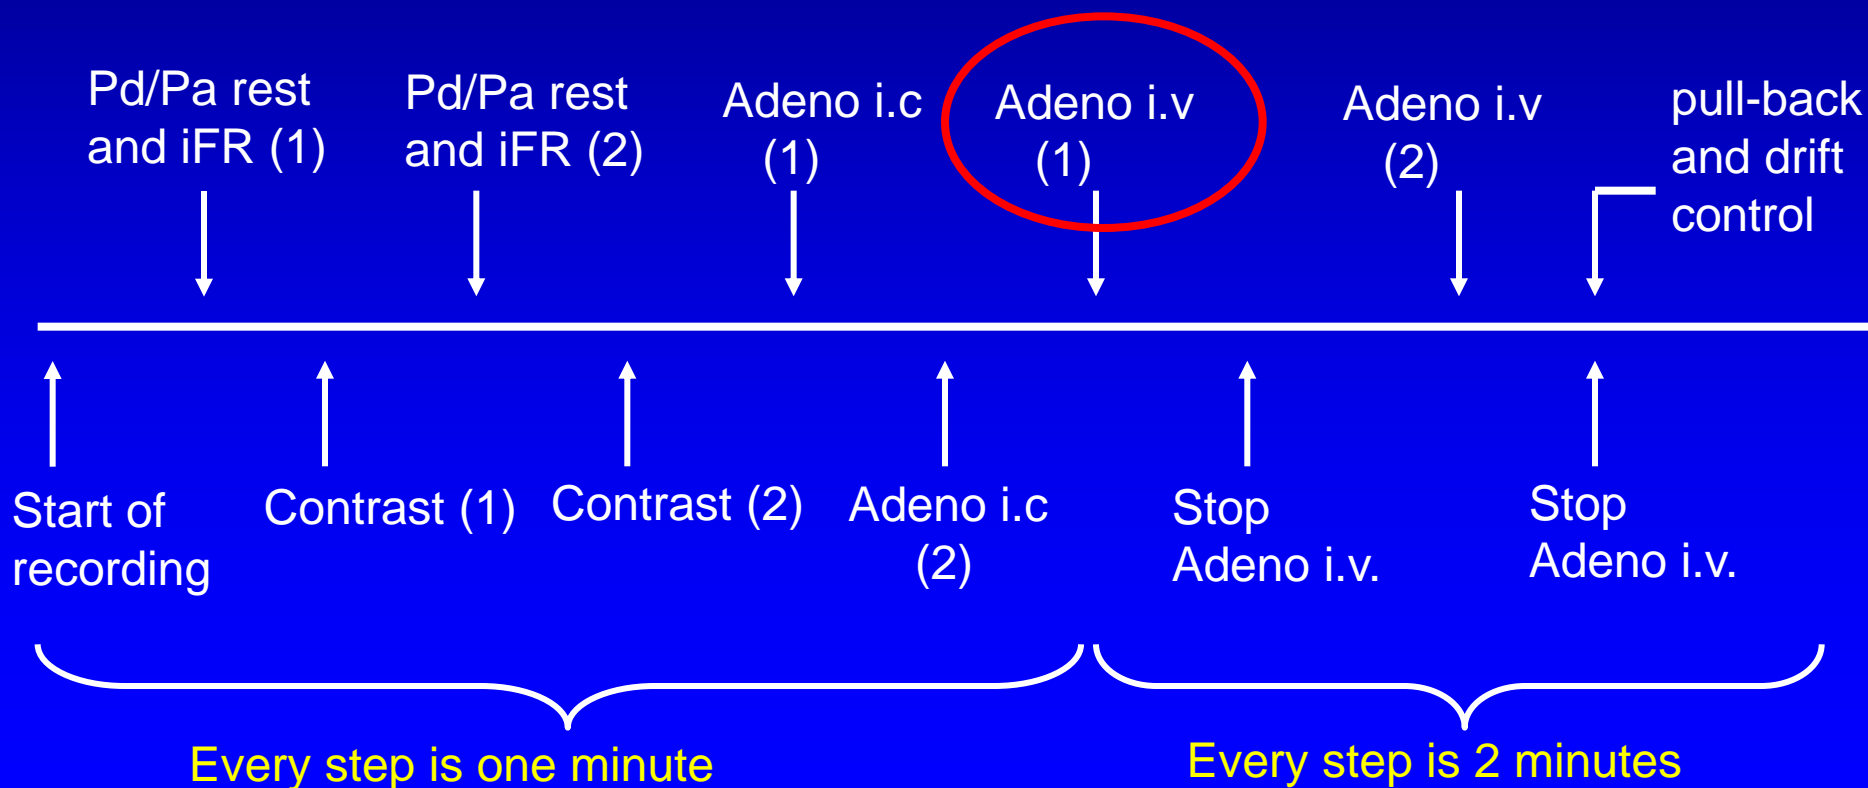 Pd/Pa rest
and iFR (1)
Pd/Pa rest
and iFR (2)
Adeno i.c
(1)
Adeno i.v
(1)
Adeno i.v
(2)
pull-back
and drift
control
Start of
recording
Contrast (1)
Contrast (2)
Adeno i.c
(2)
Stop
Adeno i.v.
Stop
Adeno i.v.
Every step is one minute
Every step is 2 minutes